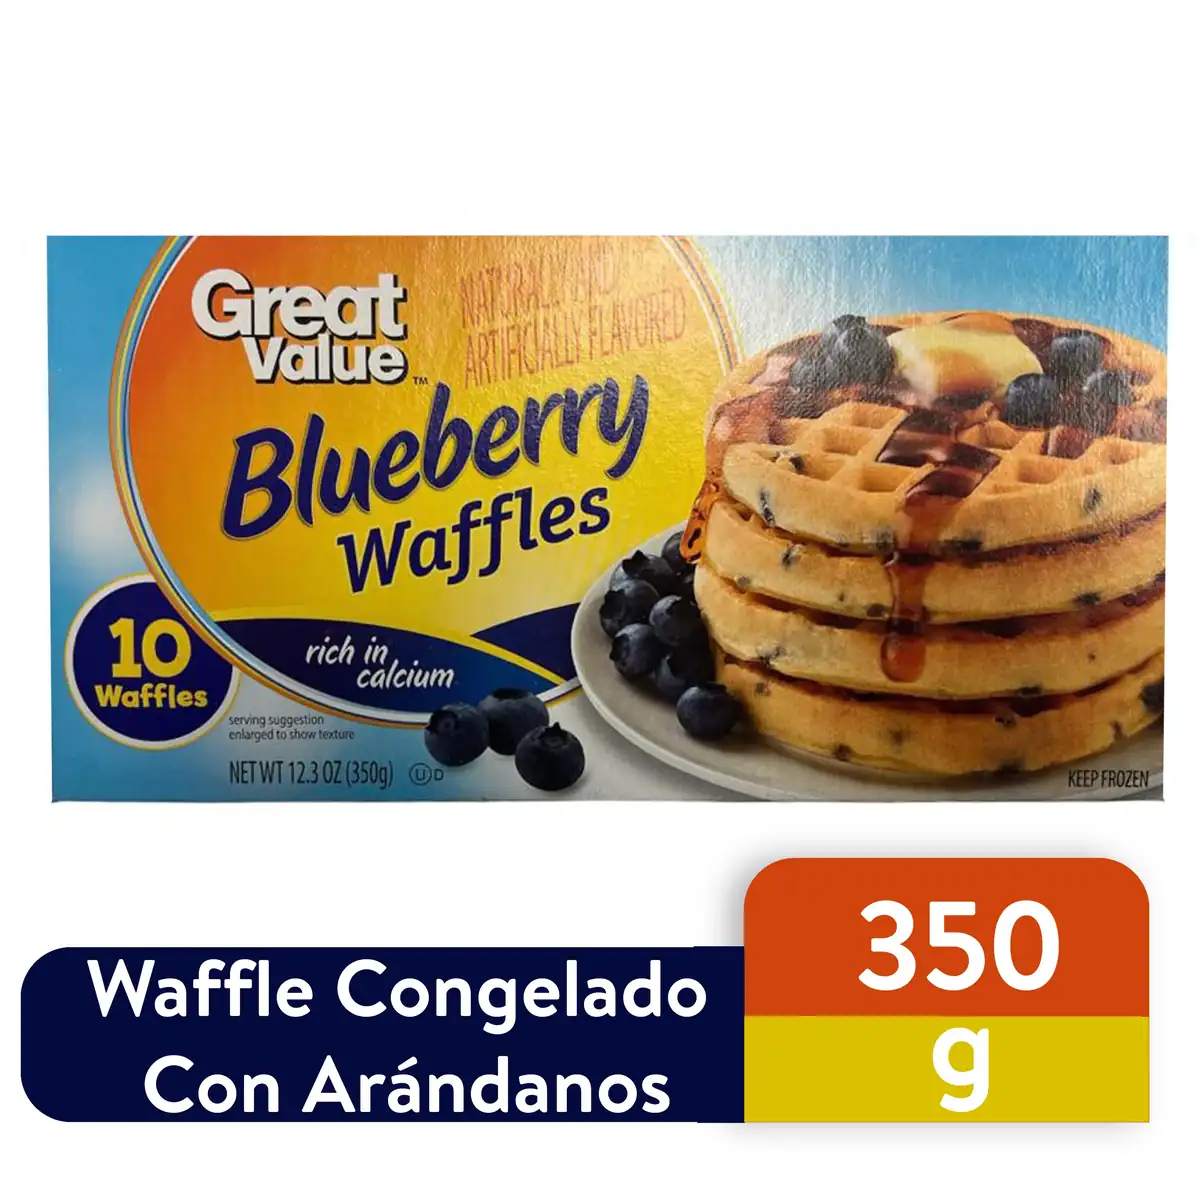 Great
Value™
NATURALLY AND
ARTIFICIALLY FLAVORED
Blueberry
Waffles
rich in
calcium
10
Waffles
serving suggestion
enlarged to show texture
NET WT 12.3 OZ (350g) U D
KEEP FROZEN
Waffle Congelado
Con Arándanos
350
g